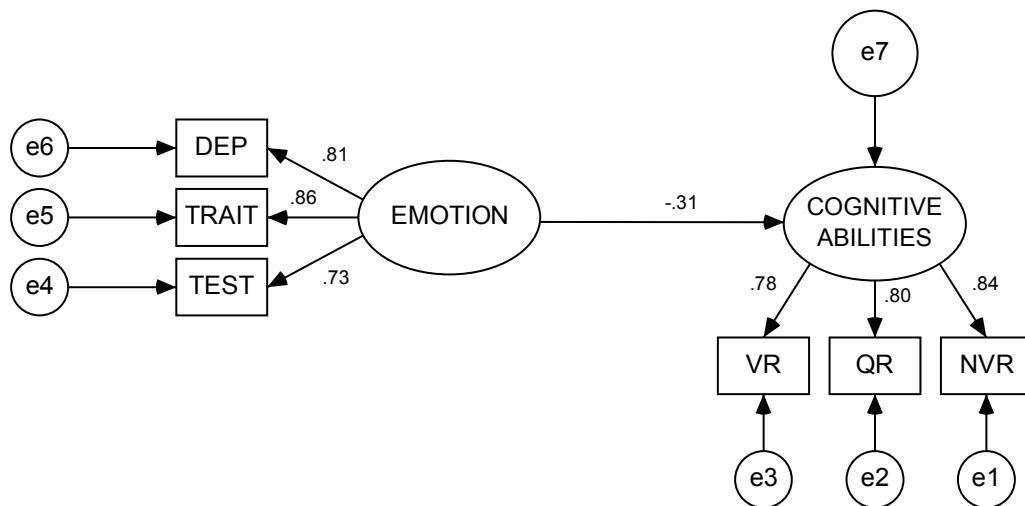 e7
e6
DEP
.81
e5
TRAIT
.86
EMOTION
-.31
COGNITIVE
ABILITIES
e4
TEST
.73
.78
.80
.84
VR
QR
NVR
e3
e2
e1